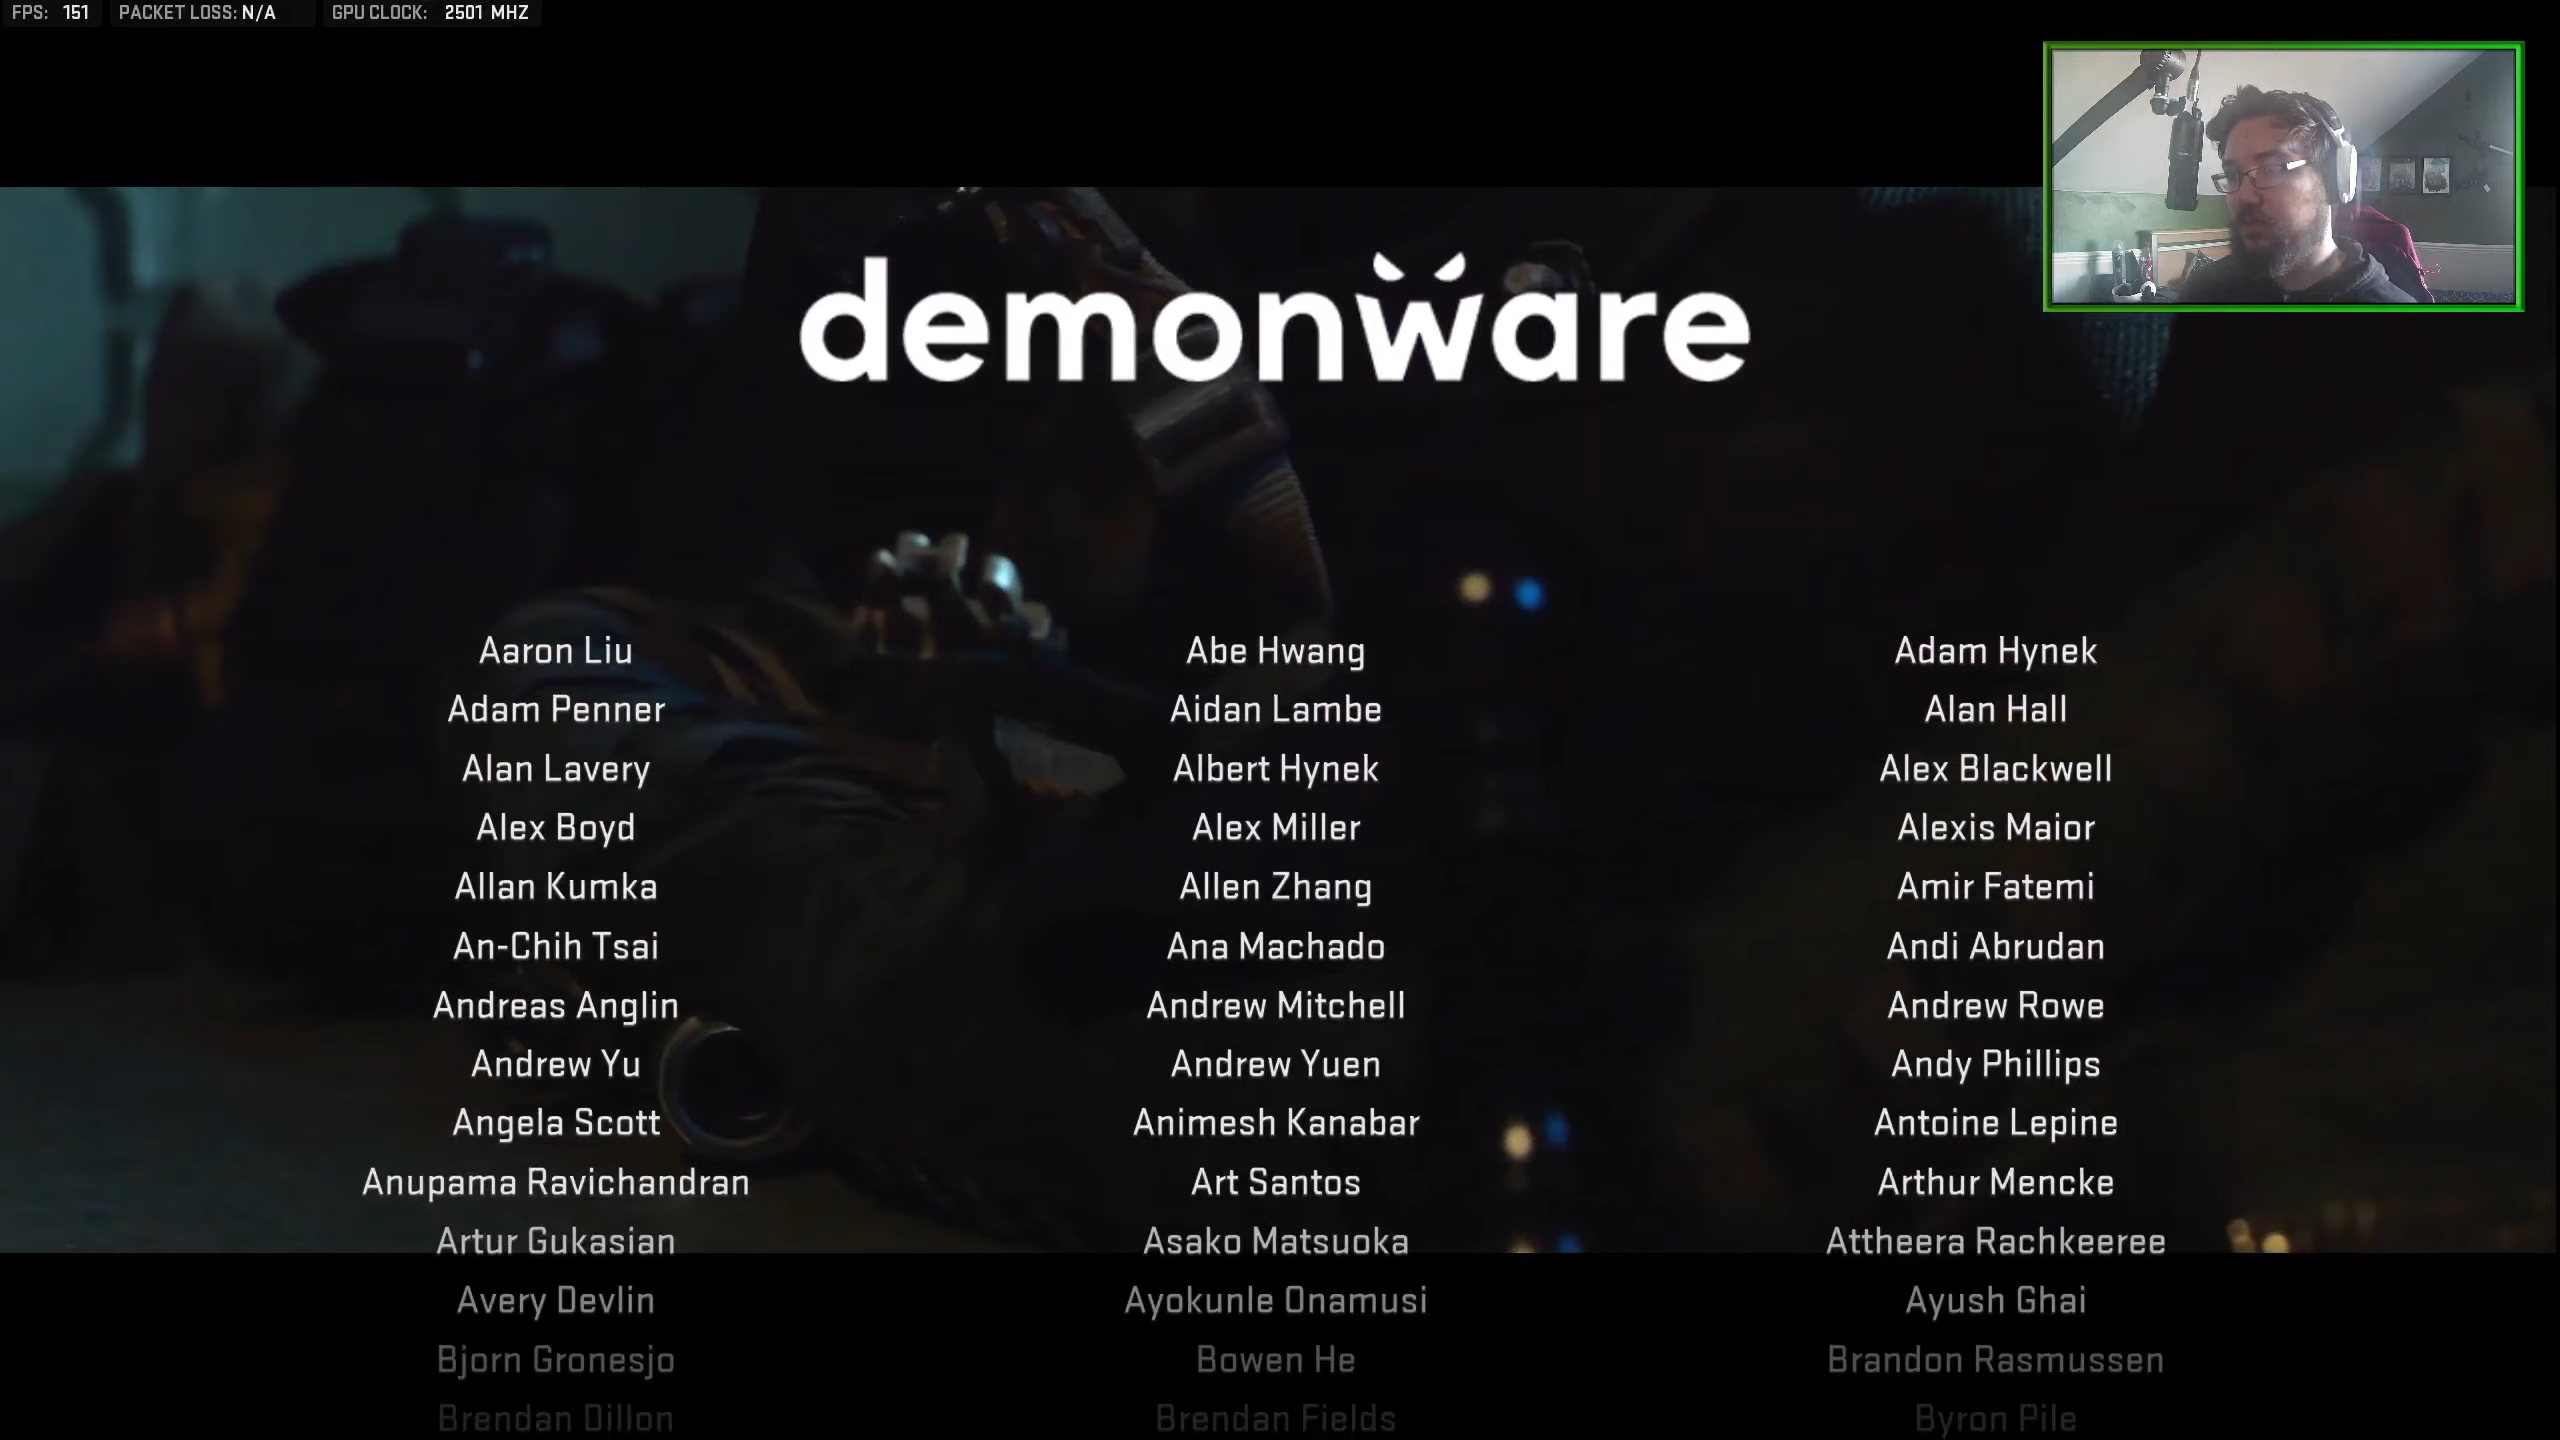 FPS: 151 PACKET LOSS: N/A GPU CLOCK: 2501 MHZ
demonware
Aaron Liu Abe Hwang Adam Hynek
Adam Penner Aidan Lambe Alan Hall
Alan Lavery Albert Hynek Alex Blackwell
Alex Boyd Alex Miller Alexis Maior
Allan Kumka Allen Zhang Amir Fatemi
An-Chih Tsai Ana Machado Andi Abrudan
Andreas Anglin Andrew Mitchell Andrew Rowe
Andrew Yu Andrew Yuen Andy Phillips
Angela Scott Animesh Kanabar Antoine Lepine
Anupama Ravichandran Art Santos Arthur Mencke
Artur Gukasian Asako Matsuoka Attheera Rachkeeree
Avery Devlin Ayokunle Onamusi Ayush Ghai
Bjorn Gronesjo Bowen He Brandon Rasmussen
Brendan Dillon Brendan Fields Byron Pile